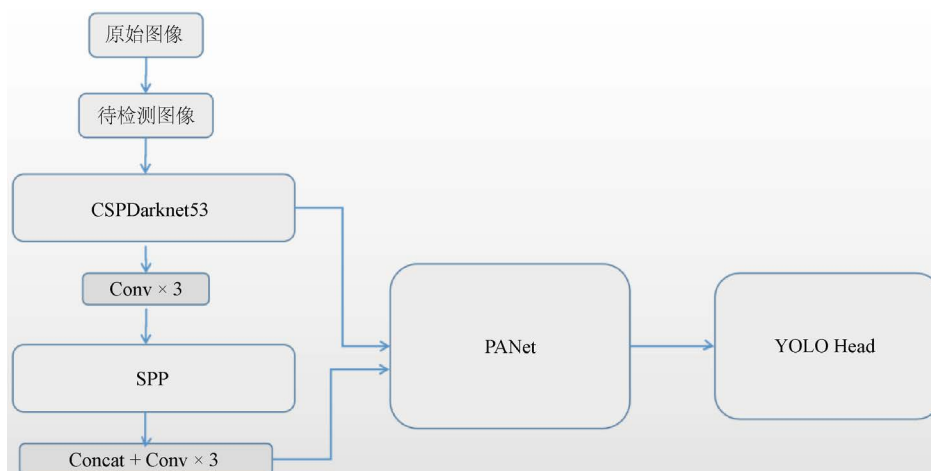 原始图像
待检测图像
CSPDarknet53
Conv × 3
SPP
Concat + Conv × 3
PANet
YOLO Head